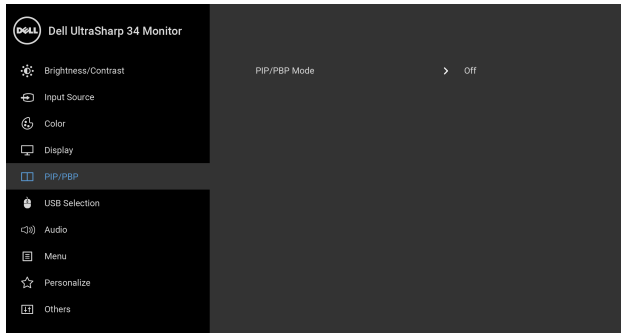 DELL Dell UltraSharp 34 Monitor
Brightness/Contrast
PIP/PBP Mode Off
Input Source
Color
Display
PIP/PBP
USB Selection
Audio
Menu
Personalize
Others